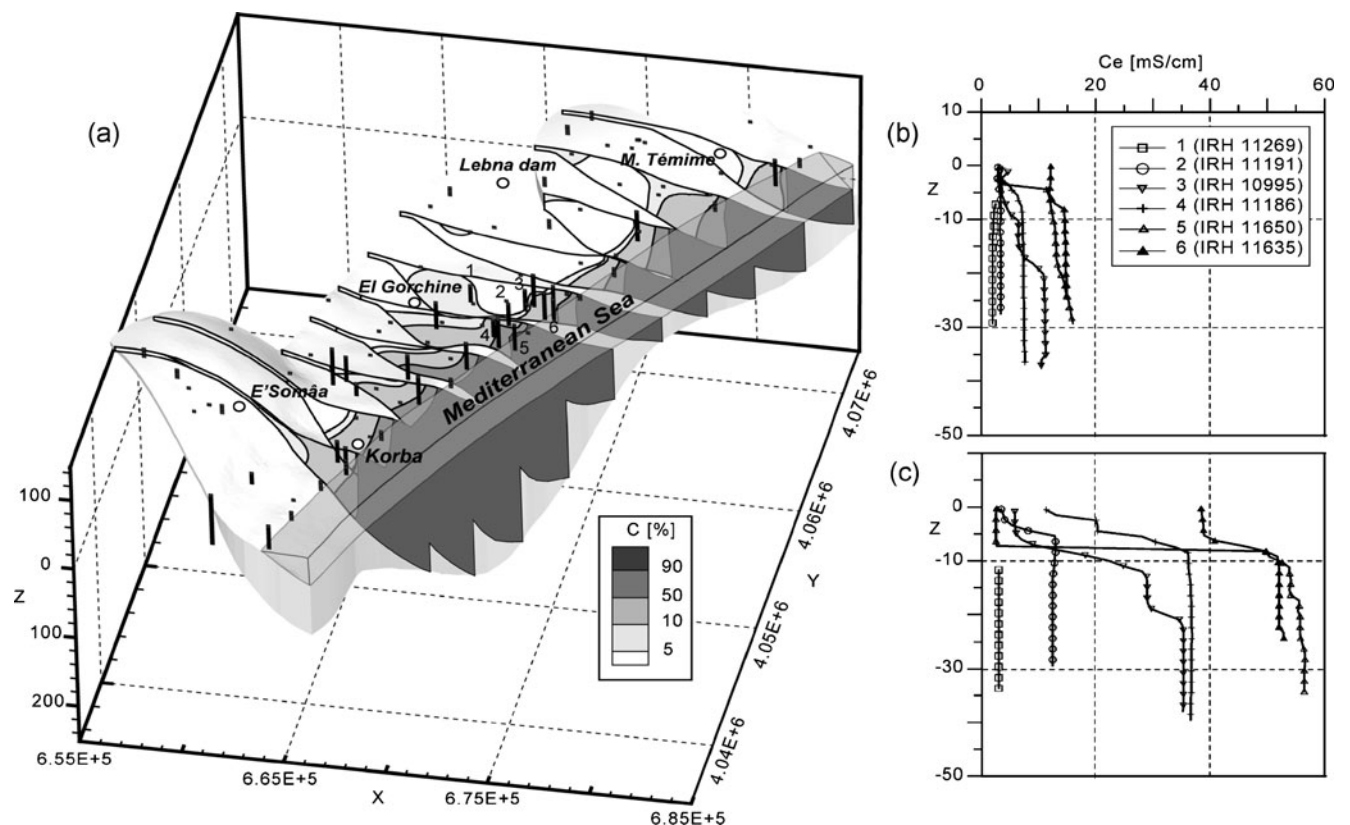 (a)
Lebna dam
M. Témime
El Gorchine
1
2
3
4
5
6
E'Somâa
Korba
Mediterranean Sea
100
0
100
200
Z
6.55E+5
6.65E+5
6.75E+5
6.85E+5
X
4.04E+6
4.05E+6
4.06E+6
4.07E+6
Y
C [%]
90
50
10
5
(b)
Ce [mS/cm]
0 20 40 60
10
0
Z
-10
-30
-50
1 (IRH 11269)
2 (IRH 11191)
3 (IRH 10995)
4 (IRH 11186)
5 (IRH 11650)
6 (IRH 11635)
(c)
0
Z
-10
-30
-50